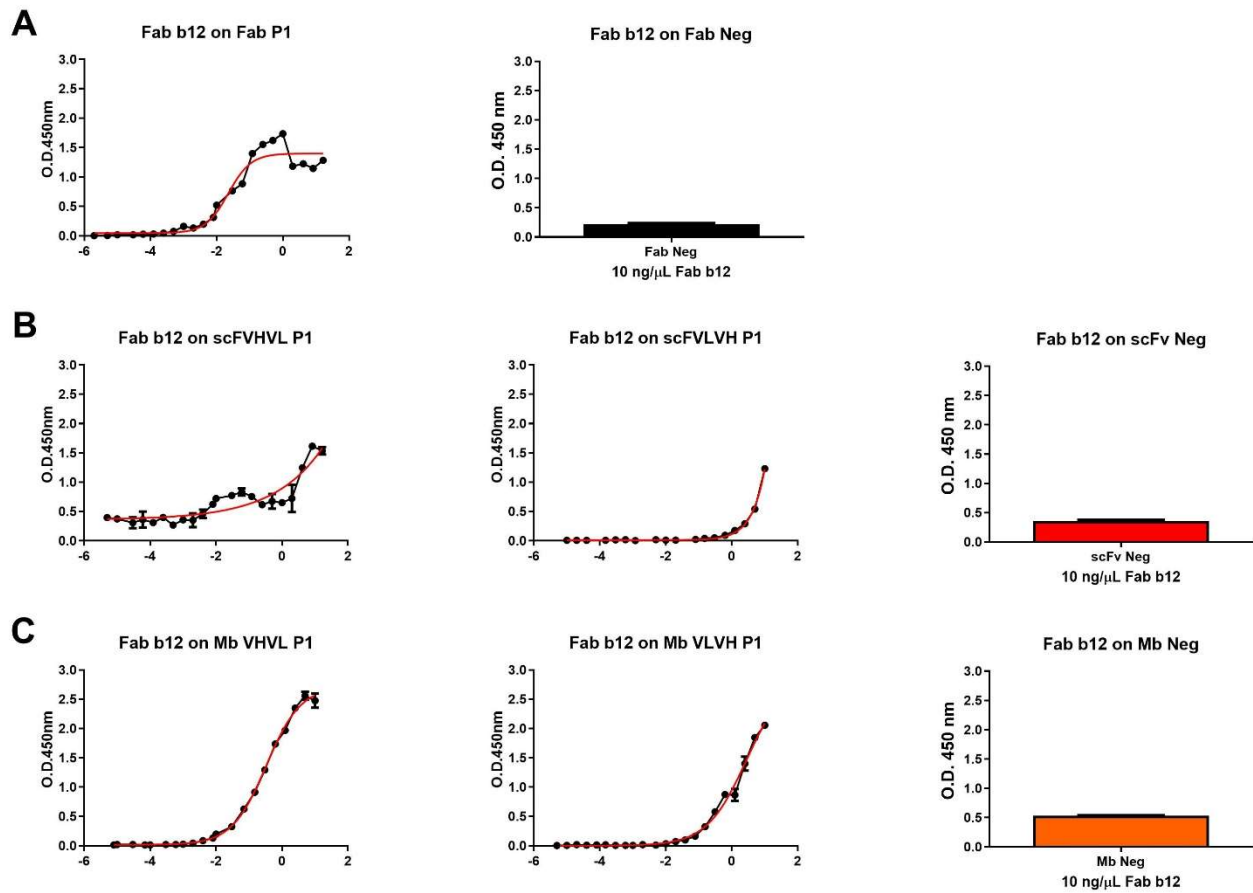 A
Fab b12 on Fab P1
O.D.450nm
3.0
2.5
2.0
1.5
1.0
0.5
0.0
-6 -4 -2 0 2
Fab b12 on Fab Neg
O.D. 450 nm
3.0
2.5
2.0
1.5
1.0
0.5
0.0
Fab Neg
10 ng/μL Fab b12
B
Fab b12 on scFVHVL P1
O.D.450nm
3.0
2.5
2.0
1.5
1.0
0.5
0.0
-6 -4 -2 0 2
Fab b12 on scFVLVH P1
O.D.450nm
3.0
2.5
2.0
1.5
1.0
0.5
0.0
-6 -4 -2 0 2
Fab b12 on scFv Neg
O.D. 450 nm
3.0
2.5
2.0
1.5
1.0
0.5
0.0
scFv Neg
10 ng/μL Fab b12
C
Fab b12 on Mb VHVL P1
O.D.450nm
3.0
2.5
2.0
1.5
1.0
0.5
0.0
-6 -4 -2 0 2
Fab b12 on Mb VLVH P1
O.D.450nm
3.0
2.5
2.0
1.5
1.0
0.5
0.0
-6 -4 -2 0 2
Fab b12 on Mb Neg
O.D. 450 nm
3.0
2.5
2.0
1.5
1.0
0.5
0.0
Mb Neg
10 ng/μL Fab b12